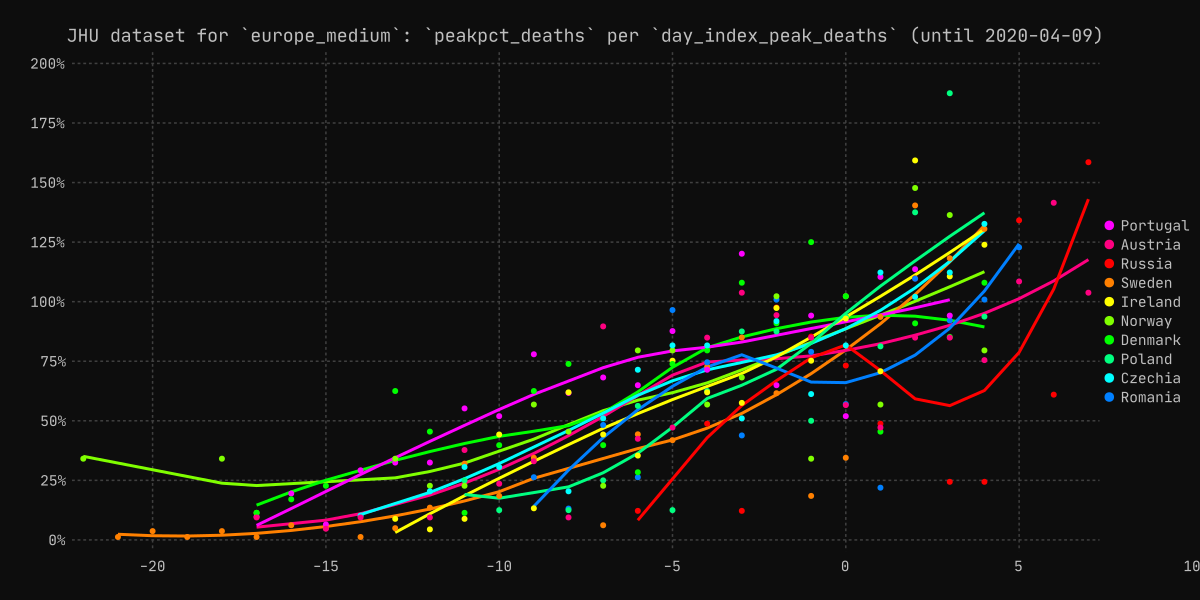 JHU dataset for `europe_medium`: `peakpct_deaths` per `day_index_peak_deaths` (until 2020-04-09)
200%
175%
150%
125%
100%
75%
50%
25%
0%
-20
-15
-10
-5
0
5
10
Portugal
Austria
Russia
Sweden
Ireland
Norway
Denmark
Poland
Czechia
Romania